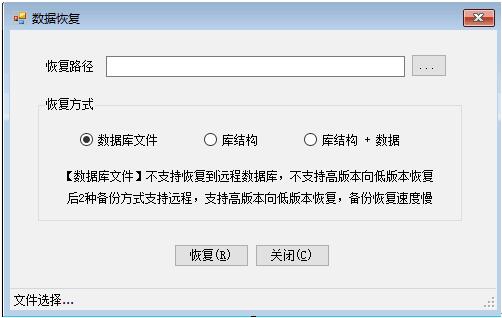 数据恢复
恢复路径
...
恢复方式
数据库文件 库结构 库结构 + 数据
【数据库文件】不支持恢复到远程数据库，不支持高版本向低版本恢复
后2种备份方式支持远程，支持高版本向低版本恢复，备份恢复速度慢
恢复(R) 关闭(C)
文件选择...